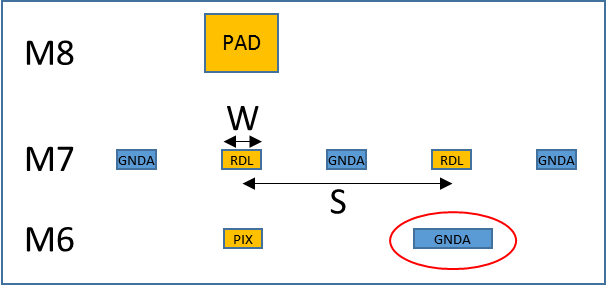 M8 PAD
W
M7 GNDA RDL GNDA RDL GNDA
S
M6 PIX GNDA